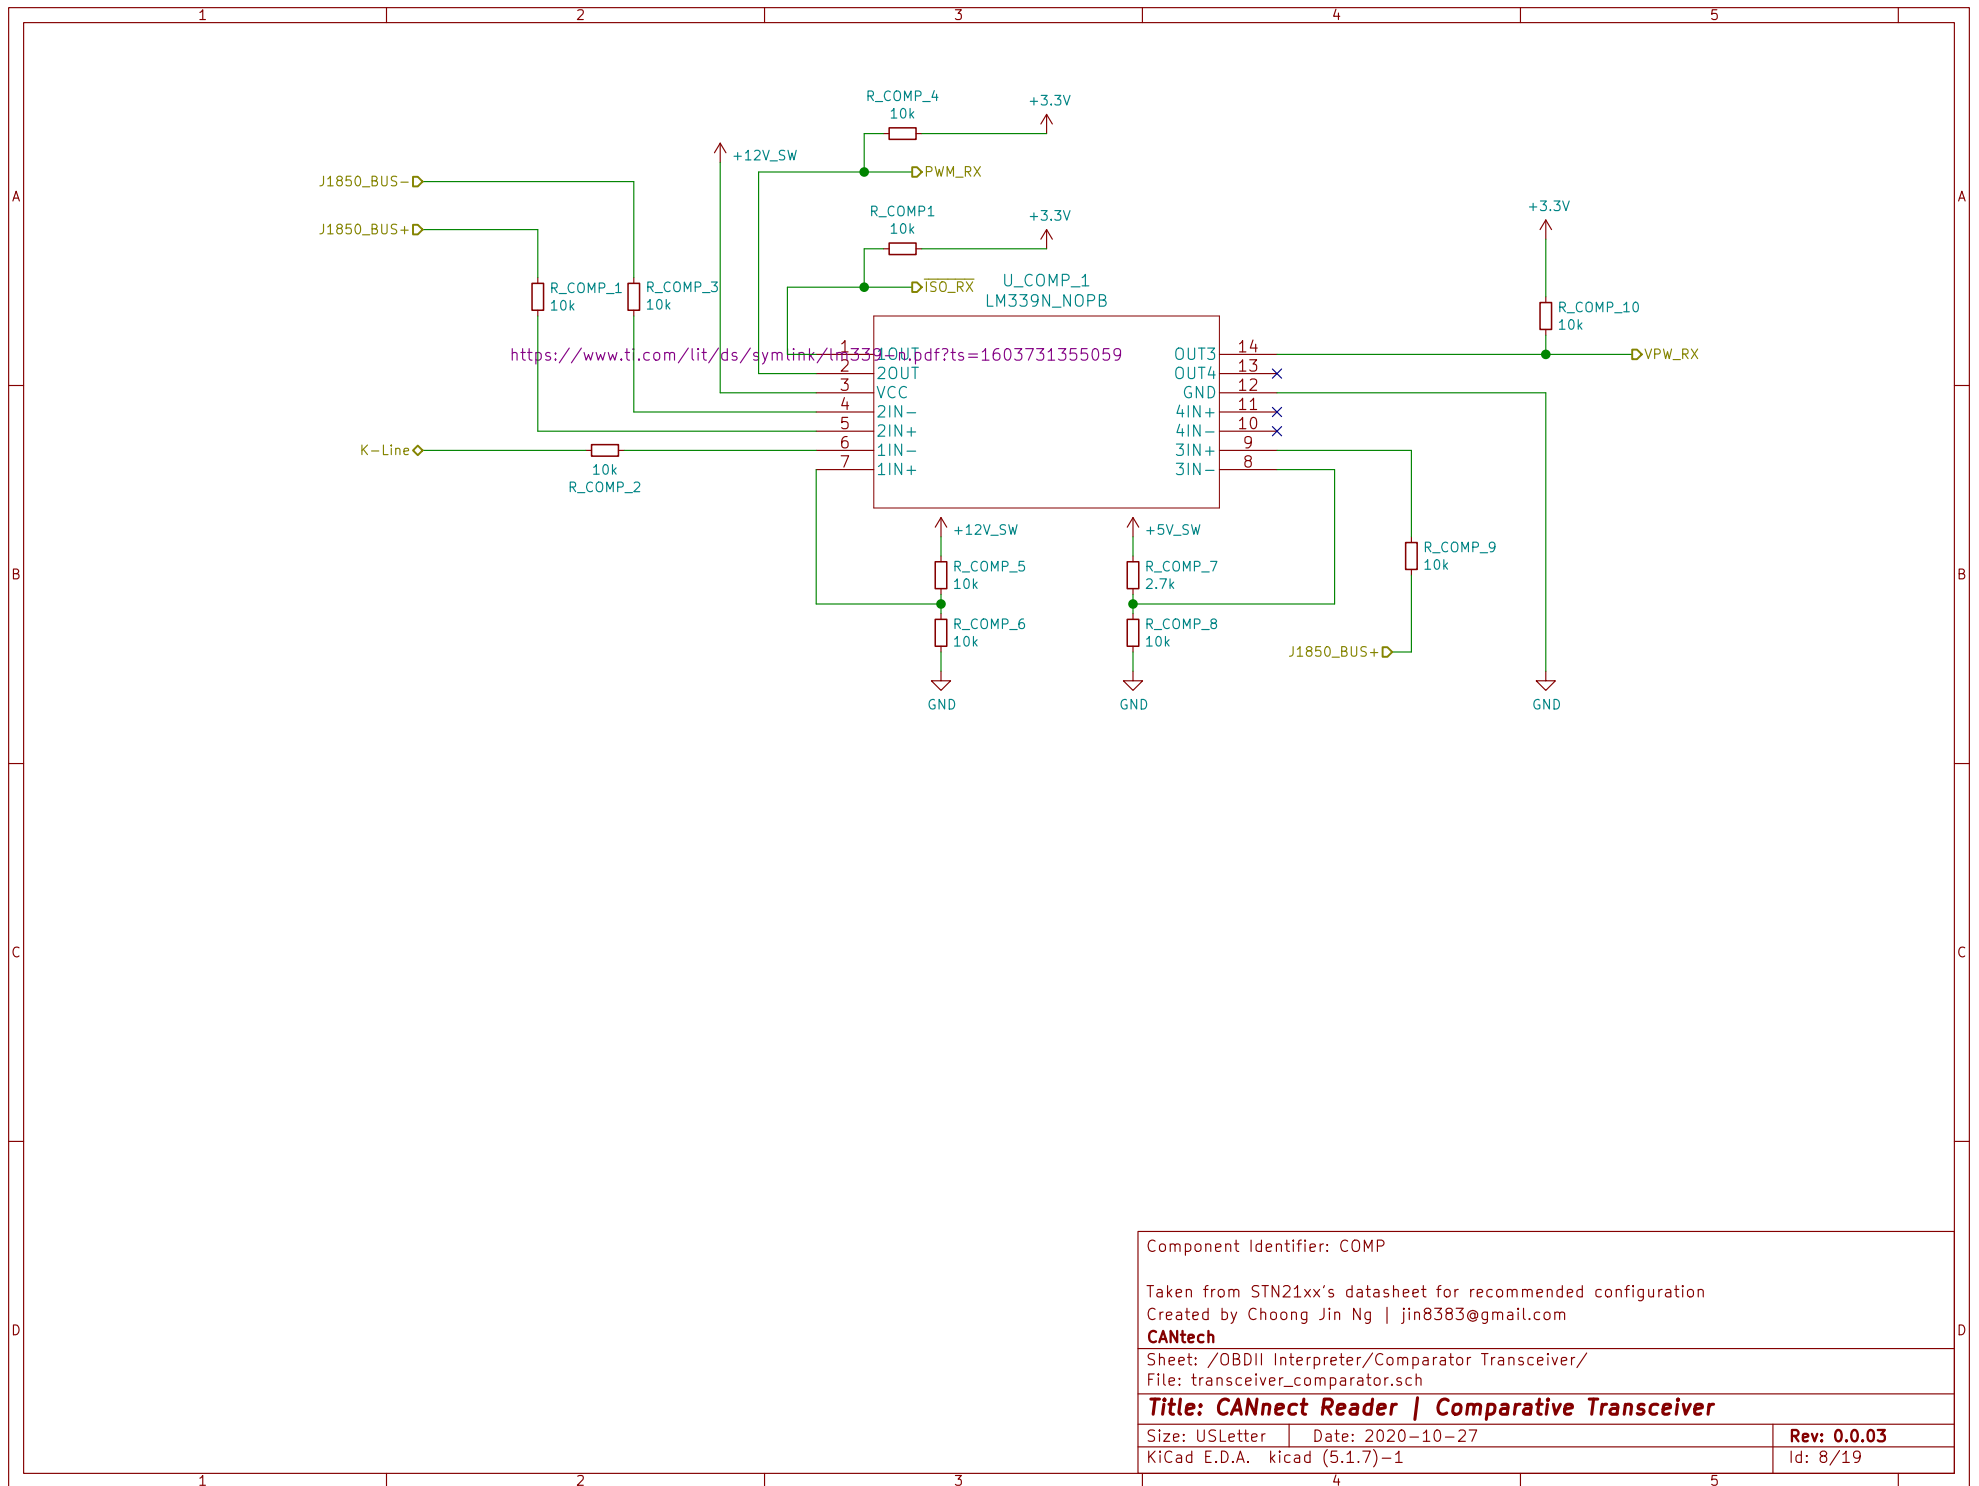 1 2 3 4 5
A
B
C
D
A
B
C
D
R_COMP_4
10k
+3.3V
+12V_SW
PWM_RX
J1850_BUS-
J1850_BUS+
R_COMP1
10k
+3.3V
ISO_RX
+3.3V
R_COMP_1
10k
R_COMP_3
10k
U_COMP_1
LM339N_NOPB
R_COMP_10
10k
https://www.ti.com/lit/ds/symlink/lm339-n.pdf?ts=1603731355059
1 1OUT
2 2OUT
3 VCC
4 2IN-
5 2IN+
6 1IN-
7 1IN+
OUT3 14
OUT4 13
GND 12
4IN+ 11
4IN- 10
3IN+ 9
3IN- 8
VPW_RX
K-Line
10k
R_COMP_2
+12V_SW
+5V_SW
R_COMP_5
10k
R_COMP_7
2.7k
R_COMP_9
10k
R_COMP_6
10k
R_COMP_8
10k
J1850_BUS+
GND
GND
GND
Component Identifier: COMP
Taken from STN21xx's datasheet for recommended configuration
Created by Choong Jin Ng | jin8383@gmail.com
CANtech
Sheet: /OBDII Interpreter/Comparator Transceiver/
File: transceiver_comparator.sch
Title: CANnect Reader | Comparative Transceiver
Size: USLetter Date: 2020-10-27 Rev: 0.0.03
KiCad E.D.A. kicad (5.1.7)-1 Id: 8/19
1 2 3 4 5